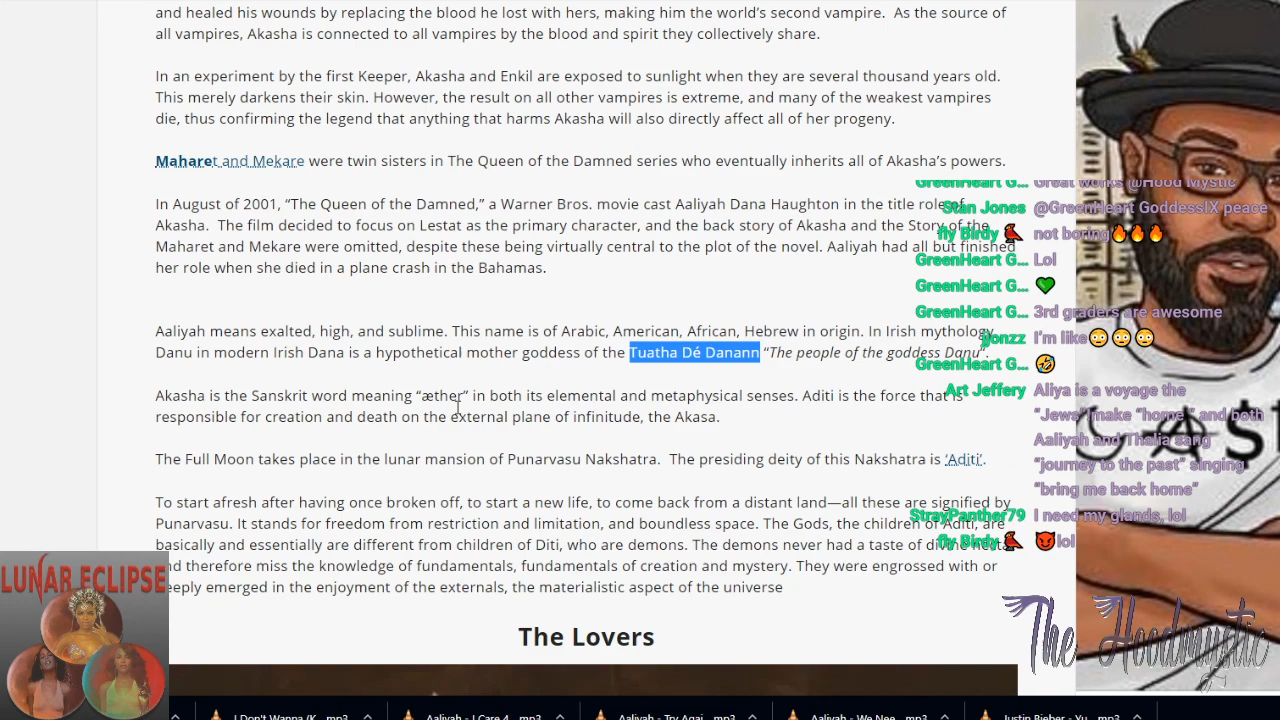 and healed his wounds by replacing the blood he lost with hers, making him the world’s second vampire. As the source of
all vampires, Akasha is connected to all vampires by the blood and spirit they collectively share.
In an experiment by the first Keeper, Akasha and Enkil are exposed to sunlight when they are several thousand years old.
This merely darkens their skin. However, the result on all other vampires is extreme, and many of the weakest vampires
die, thus confirming the legend that anything that harms Akasha will also directly affect all of her progeny.
Maharet and Mekare were twin sisters in The Queen of the Damned series who eventually inherits all of Akasha’s powers.
In August of 2001, “The Queen of the Damned,” a Warner Bros. movie cast Aaliyah Dana Haughton in the title role of
Akasha. The film decided to focus on Lestat as the primary character, and the back story of Akasha and the Story of the
Maharet and Mekare were not used despite these being virtually central to the plot of the novel. Aaliyah had all but finished
her role when she died in a plane crash in the Bahamas.
Aaliyah means exalted, high, and sublime. This name is of Arabic, American, African, Hebrew in origin. In Irish mythology
Danu in modern Irish Dana is a hypothetical mother goddess of the Tuatha Dé Danann “The people of the goddess Danu”.
Akasha is the Sanskrit word meaning “æther” in both its elemental and metaphysical senses. Aditi is the force that is
responsible for creation and death on the external plane of infinitude, the Akasa.
The Full Moon takes place in the lunar mansion of Punarvasu Nakshatra. The presiding deity of this Nakshatra is ‘Aditi’.
To start afresh after having once broken off, to start a new life, to come back from a distant land—all these are signified by
Punarvasu. It stands for freedom from restriction and limitation, and boundless space. The Gods, the children of Aditi, are
basically and essentially are different from children of Diti, who are demons. The demons never had a taste of divine
and therefore miss the knowledge of fundamentals, fundamentals of creation and mystery. They were engrossed with or
deeply emerged in the enjoyment of the externals, the materialistic aspect of the universe
The Lovers
GreenHeart G... Great works @Hood Mystic
Stan Jones @GreenHeart GoddessIX peace
fly Birdy not boring🔥🔥🔥
GreenHeart G... Lol
GreenHeart G... 💚
GreenHeart G... 3rd graders are awesome
I’m like😳😳😳
GreenHeart G... 🤣
Art Jeffery Aliya is a voyage the
“Jews” make “home” and both
Aaliyah and Thalia sang
“journey to the past” singing
“bring me back home”
StrayPanther79 I need my glands, lol
fly Birdy 😈lol
LUNAR ECLIPSE
The Hoodmystic
I Don't Wanna (K....mp3
Aaliyah - I Care 4....mp3
Aaliyah - Try Agai....mp3
Aaliyah - We Nee....mp3
Justin Bieber - Yu....mp3